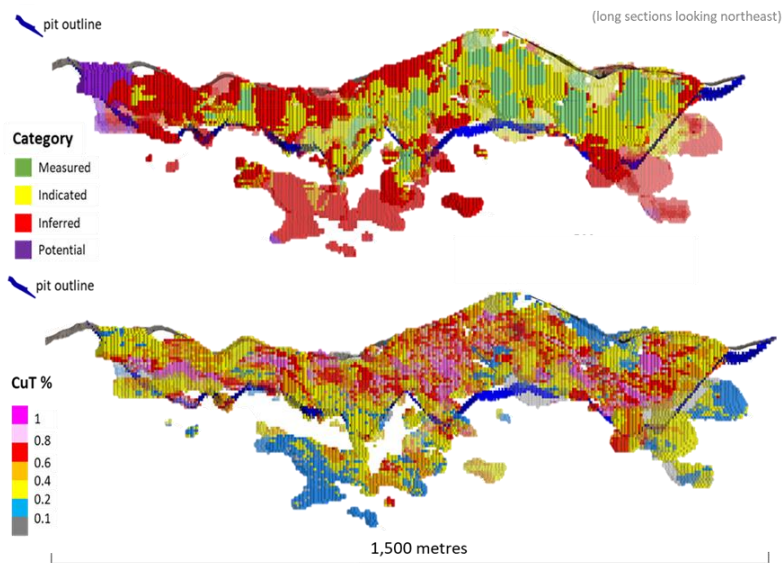 pit outline
(long sections looking northeast)
Category
Measured
Indicated
Inferred
Potential
pit outline
CuT %
1
0.8
0.6
0.4
0.2
0.1
1,500 metres